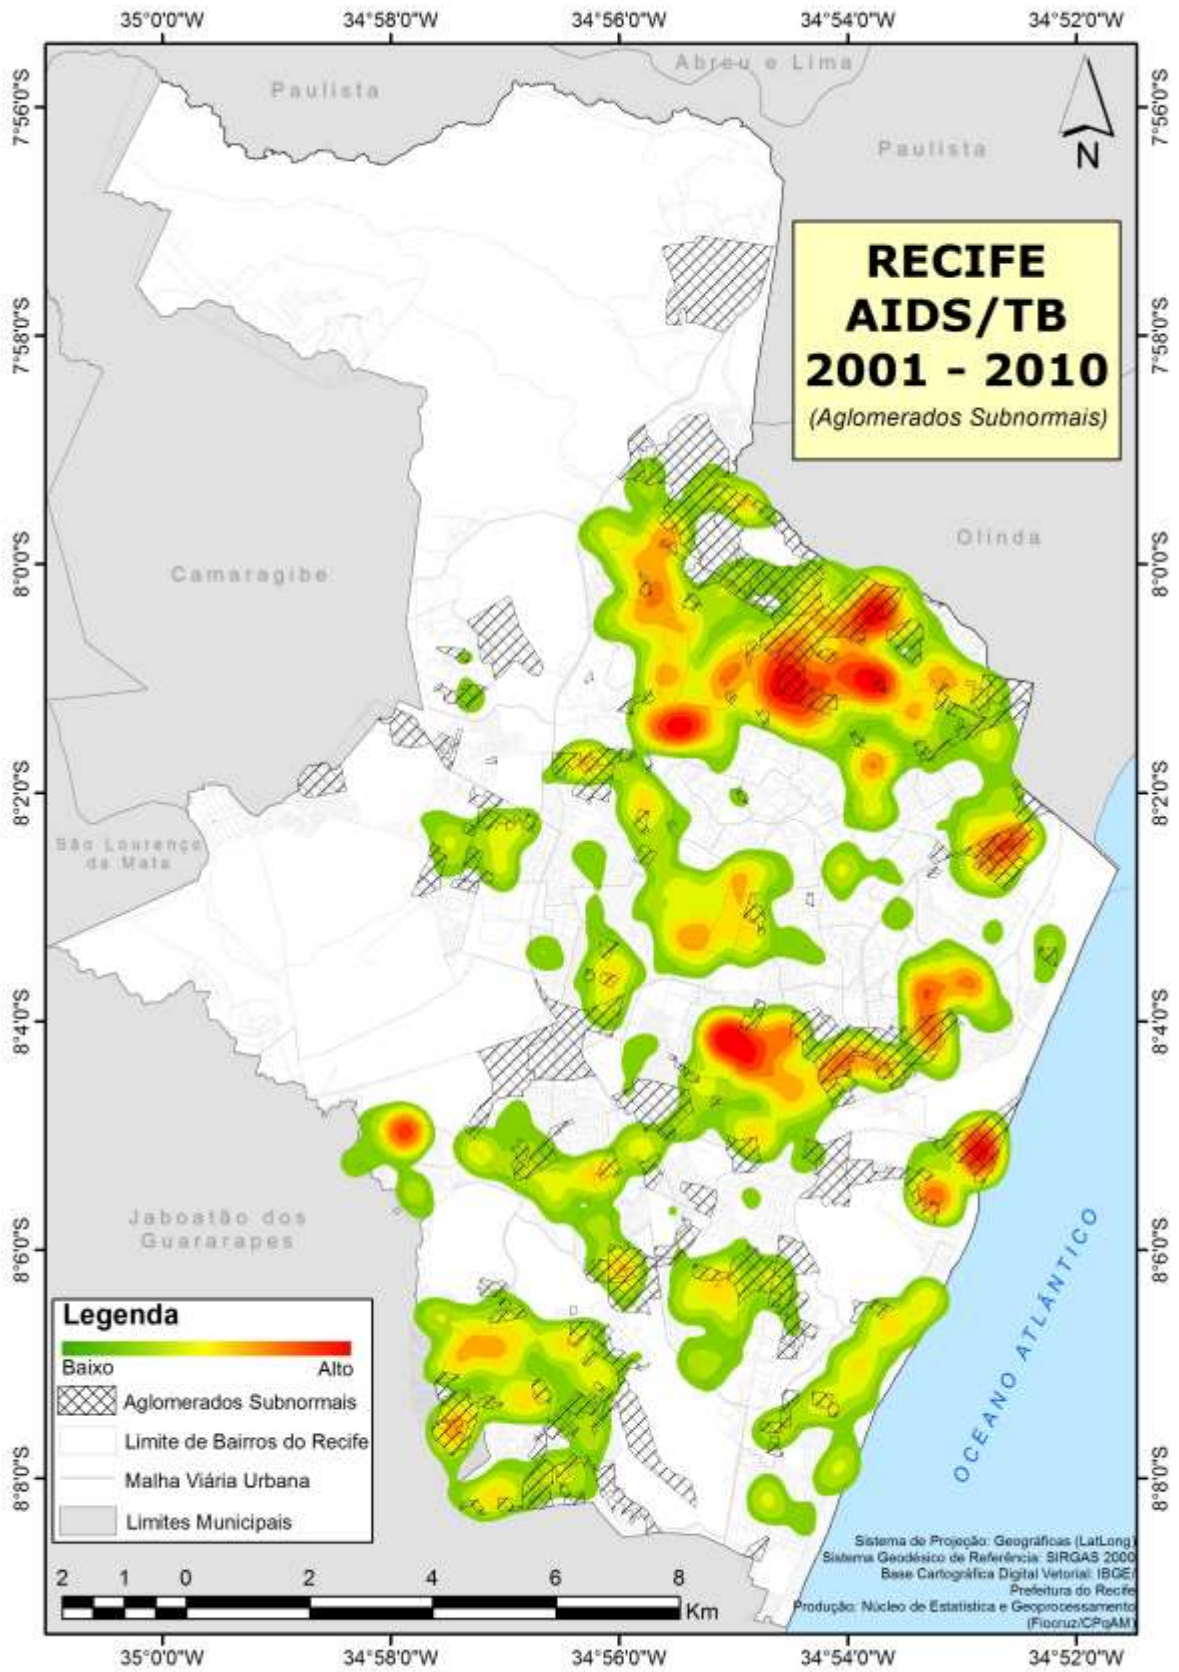 35°0'0"W 34°58'0"W 34°56'0"W 34°54'0"W 34°52'0"W
Abreu e Lima
Paulista
7°56'0"S 7°56'0"S
Paulista
N
RECIFE
AIDS/TB
2001 - 2010
(Aglomerados Subnormais)
7°58'0"S 7°58'0"S
Olinda
8°0'0"S 8°0'0"S
Camaragibe
8°2'0"S 8°2'0"S
São Lourenço
da Mata
8°4'0"S 8°4'0"S
Jaboatão dos
Guararapes
8°6'0"S 8°6'0"S
OCEANO ATLÂNTICO
8°8'0"S 8°8'0"S
Legenda
Baixo Alto
Aglomerados Subnormais
Limite de Bairros do Recife
Malha Viária Urbana
Limites Municipais
2 1 0 2 4 6 8
Km
Sistema de Projeção: Geográficas (LatLong)
Sistema Geodésico de Referência: SIRGAS 2000
Base Cartográfica Digital Vetorial: IBGE/
Prefeitura do Recife
Produção: Núcleo de Estatística e Geoprocessamento
(Fiocruz/CPqAM)
35°0'0"W 34°58'0"W 34°56'0"W 34°54'0"W 34°52'0"W